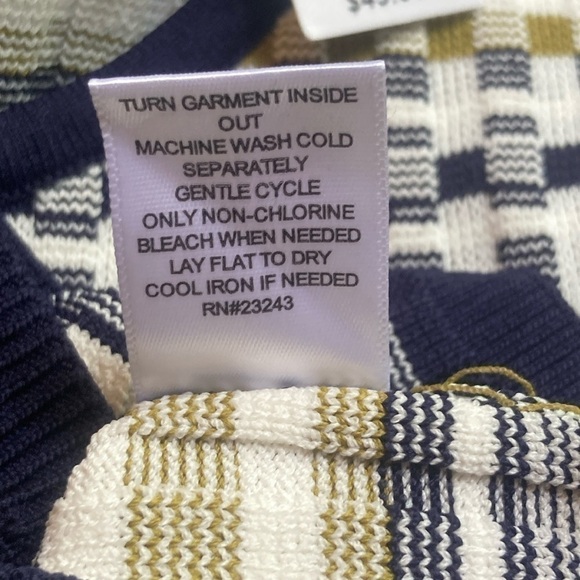 TURN GARMENT INSIDE
OUT
MACHINE WASH COLD
SEPARATELY
GENTLE CYCLE
ONLY NON-CHLORINE
BLEACH WHEN NEEDED
LAY FLAT TO DRY
COOL IRON IF NEEDED
RN#23243